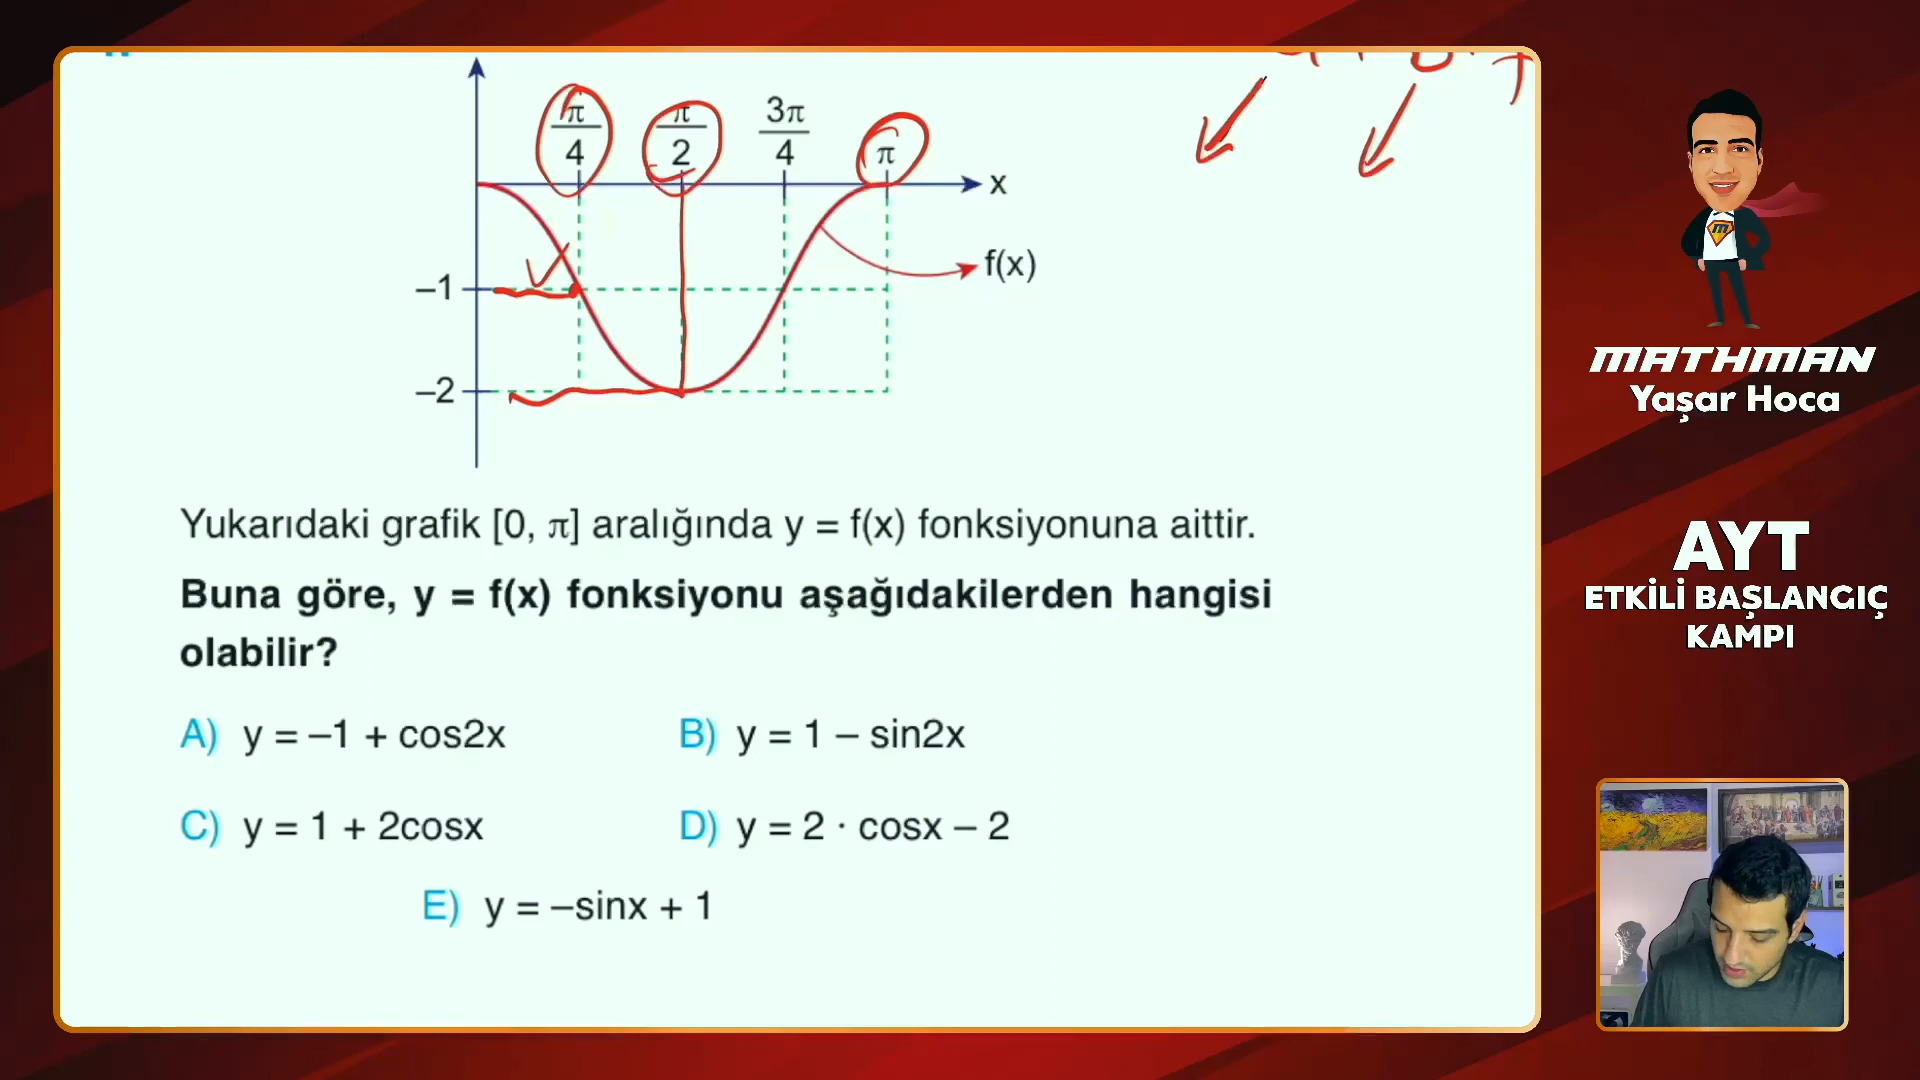 π/4 π/2 3π/4 π
x
f(x)
–1
–2
Yukarıdaki grafik [0, π] aralığında y = f(x) fonksiyonuna aittir.
Buna göre, y = f(x) fonksiyonu aşağıdakilerden hangisi
olabilir?
A) y = –1 + cos2x
B) y = 1 – sin2x
C) y = 1 + 2cosx
D) y = 2 · cosx – 2
E) y = –sinx + 1
MATHMAN
Yaşar Hoca
AYT
ETKİLİ BAŞLANGIÇ
KAMPI